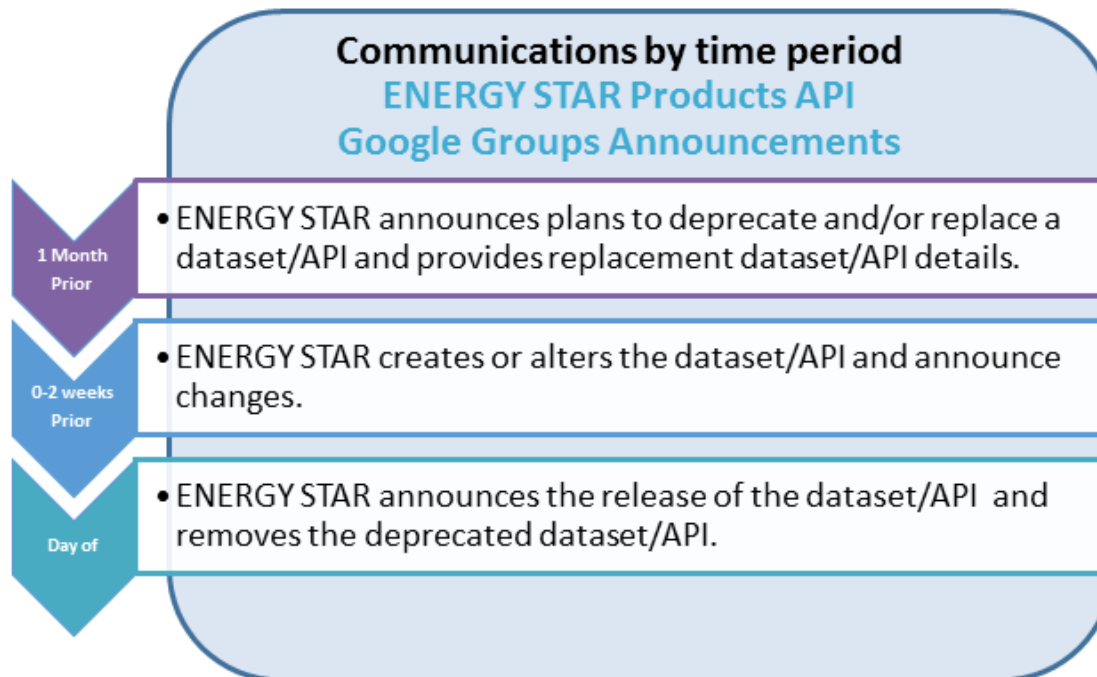 Communications by time period
ENERGY STAR Products API
Google Groups Announcements
1 Month
Prior
•ENERGY STAR announces plans to deprecate and/or replace a
dataset/API and provides replacement dataset/API details.
0-2 weeks
Prior
•ENERGY STAR creates or alters the dataset/API and announce
changes.
Day of
•ENERGY STAR announces the release of the dataset/API and
removes the deprecated dataset/API.